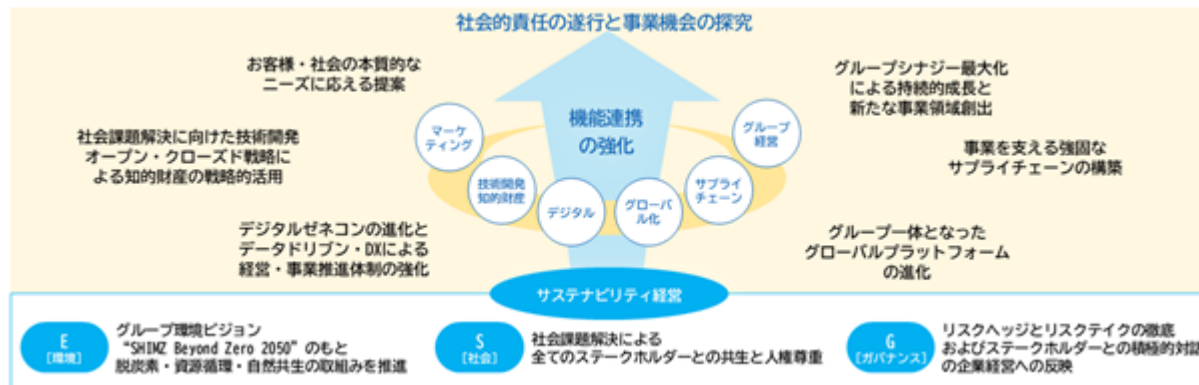 社会的責任の遂行と事業機会の探究
お客様・社会の本質的な
ニーズに応える提案
グループシナジー最大化
による持続的成長と
新たな事業領域創出
機能連携
の強化
マーケ
ティング
グループ
経営
社会課題解決に向けた技術開発
オープン・クローズド戦略に
よる知的財産の戦略的活用
事業を支える強固な
サプライチェーンの構築
技術開発
知的財産
サプライ
チェーン
デジタル
グローバ
ル化
デジタルゼネコンの進化と
データドリブン・DXによる
経営・事業推進体制の強化
グループ一体となった
グローバルプラットフォーム
の進化
サステナビリティ経営
E
[環境]
グループ環境ビジョン
“SHIMZ Beyond Zero 2050”のもと
脱炭素・資源循環・自然共生の取組みを推進
S
[社会]
社会課題解決による
全てのステークホルダーとの共生と人権尊重
G
[ガバナンス]
リスクヘッジとリスクテイクの徹底
およびステークホルダーとの積極的対話
の企業経営への反映